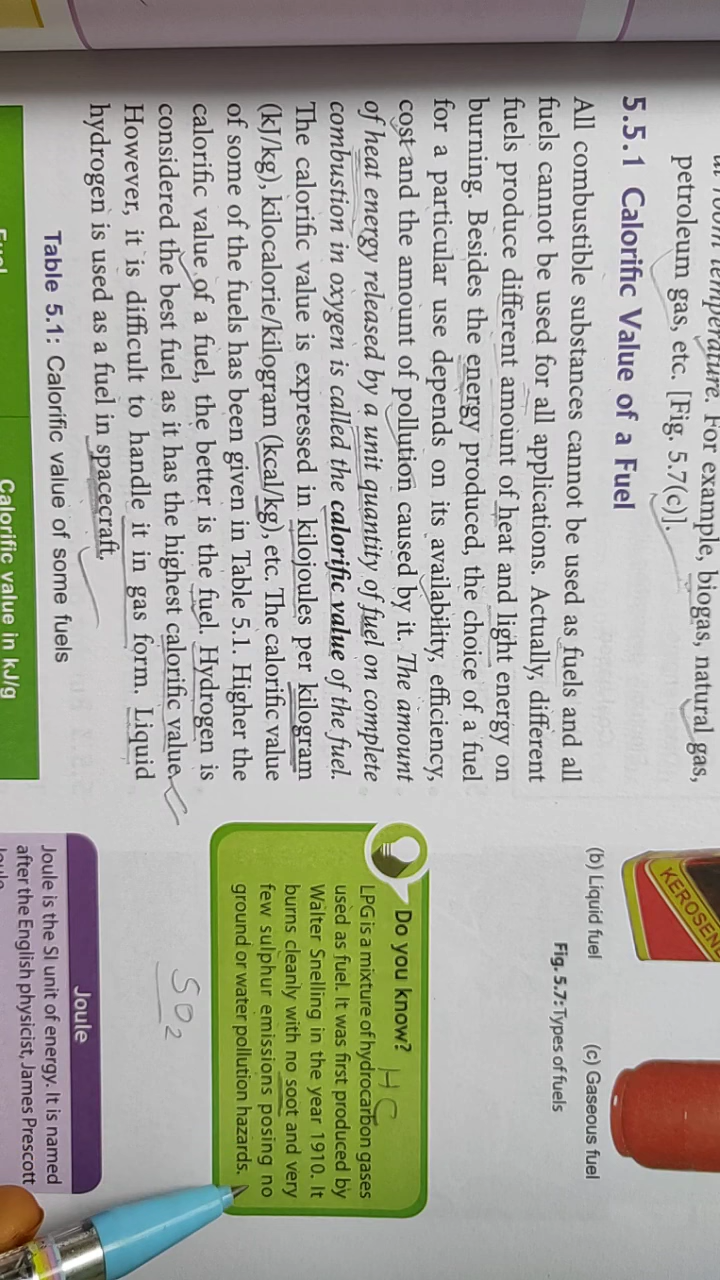 at room temperature. For example, biogas, natural gas,
petroleum gas, etc. [Fig. 5.7(c)].
5.5.1 Calorific Value of a Fuel
All combustible substances cannot be used as fuels and all
fuels cannot be used for all applications. Actually, different
fuels produce different amount of heat and light energy on
burning. Besides the energy produced, the choice of a fuel
for a particular use depends on its availability, efficiency,
cost and the amount of pollution caused by it. The amount
of heat energy released by a unit quantity of fuel on complete
combustion in oxygen is called the calorific value of the fuel.
The calorific value is expressed in kilojoules per kilogram
(kJ/kg), kilocalorie/kilogram (kcal/kg), etc. The calorific value
of some of the fuels has been given in Table 5.1. Higher the
calorific value of a fuel, the better is the fuel. Hydrogen is
considered the best fuel as it has the highest calorific value.
However, it is difficult to handle it in gas form. Liquid
hydrogen is used as a fuel in spacecraft.
Table 5.1: Calorific value of some fuels
Fuel Calorific value in kJ/g
KEROSENE
(b) Liquid fuel (c) Gaseous fuel
Fig. 5.7: Types of fuels
Do you know?
HC
LPG is a mixture of hydrocarbon gases
used as fuel. It was first produced by
Walter Snelling in the year 1910. It
burns cleanly with no soot and very
few sulphur emissions posing no
ground or water pollution hazards.
SO2
Joule
Joule is the SI unit of energy. It is named
after the English physicist, James Prescott
Joule